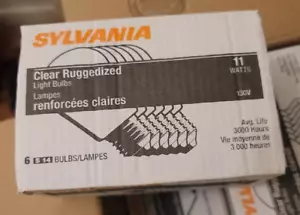 SYLVANIA
Clear Ruggedized
Light Bulbs
Lampes
renforcées claires
11
WATTS
130V
Avg. Life
3000 Hours
Vie moyenne de
3 000 heures
6 S 14 BULBS/LAMPES